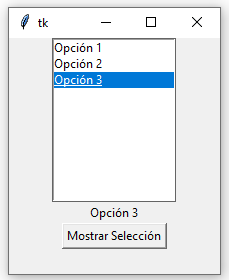 tk
Opción 1
Opción 2
Opción 3
Opción 3
Mostrar Selección